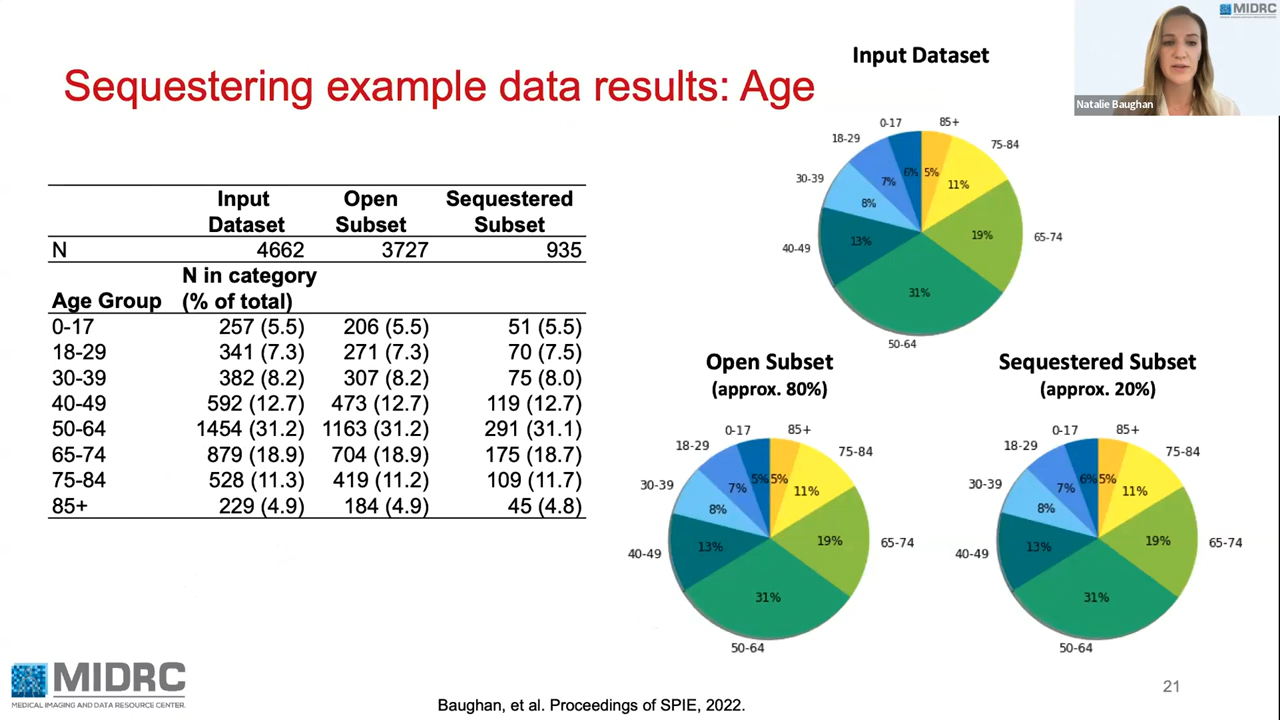 MIDRC
Natalie Baughan
Sequestering example data results: Age
Input Dataset
0-17
85+
18-29
75-84
6%
5%
30-39
7%
11%
8%
40-49
13%
19%
65-74
31%
50-64
Input
Dataset
Open
Subset
Sequestered
Subset
N 4662 3727 935
N in category
Age Group (% of total)
0-17 257 (5.5) 206 (5.5) 51 (5.5)
18-29 341 (7.3) 271 (7.3) 70 (7.5)
30-39 382 (8.2) 307 (8.2) 75 (8.0)
40-49 592 (12.7) 473 (12.7) 119 (12.7)
50-64 1454 (31.2) 1163 (31.2) 291 (31.1)
65-74 879 (18.9) 704 (18.9) 175 (18.7)
75-84 528 (11.3) 419 (11.2) 109 (11.7)
85+ 229 (4.9) 184 (4.9) 45 (4.8)
Open Subset
(approx. 80%)
0-17
85+
18-29
75-84
5%
5%
30-39
7%
11%
8%
40-49
13%
19%
65-74
31%
50-64
Sequestered Subset
(approx. 20%)
0-17
85+
18-29
75-84
6%
5%
30-39
7%
11%
8%
40-49
13%
19%
65-74
31%
50-64
MIDRC
MEDICAL IMAGING AND DATA RESOURCE CENTER.
Baughan, et al. Proceedings of SPIE, 2022.
21